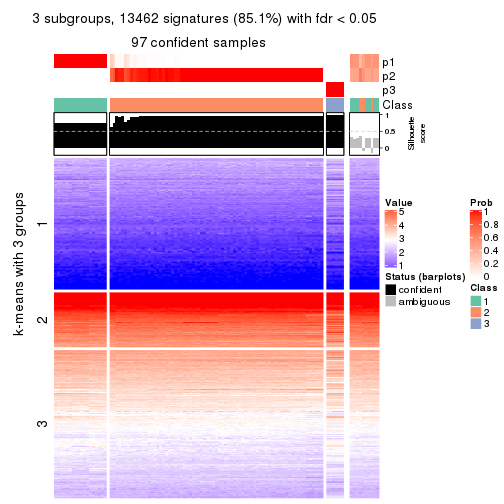 3 subgroups, 13462 signatures (85.1%) with fdr < 0.05
97 confident samples
p1
p2
p3
Class
1
0.5
0
Silhouette
score
k-means with 3 groups
1
2
3
Value
5
4
3
2
1
Status (barplots)
confident
ambiguous
Prob
1
0.8
0.6
0.4
0.2
0
Class
1
2
3